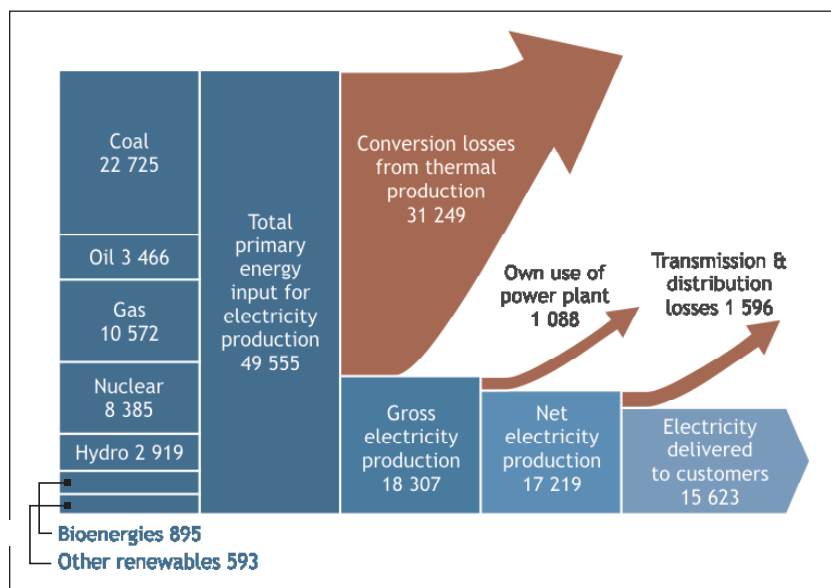 Coal
22 725
Oil 3 466
Gas
10 572
Nuclear
8 385
Hydro 2 919
Bioenergies 895
Other renewables 593
Total
primary
energy
input for
electricity
production
49 555
Conversion losses
from thermal
production
31 249
Gross
electricity
production
18 307
Own use of
power plant
1 088
Net
electricity
production
17 219
Transmission &
distribution
losses 1 596
Electricity
delivered
to customers
15 623